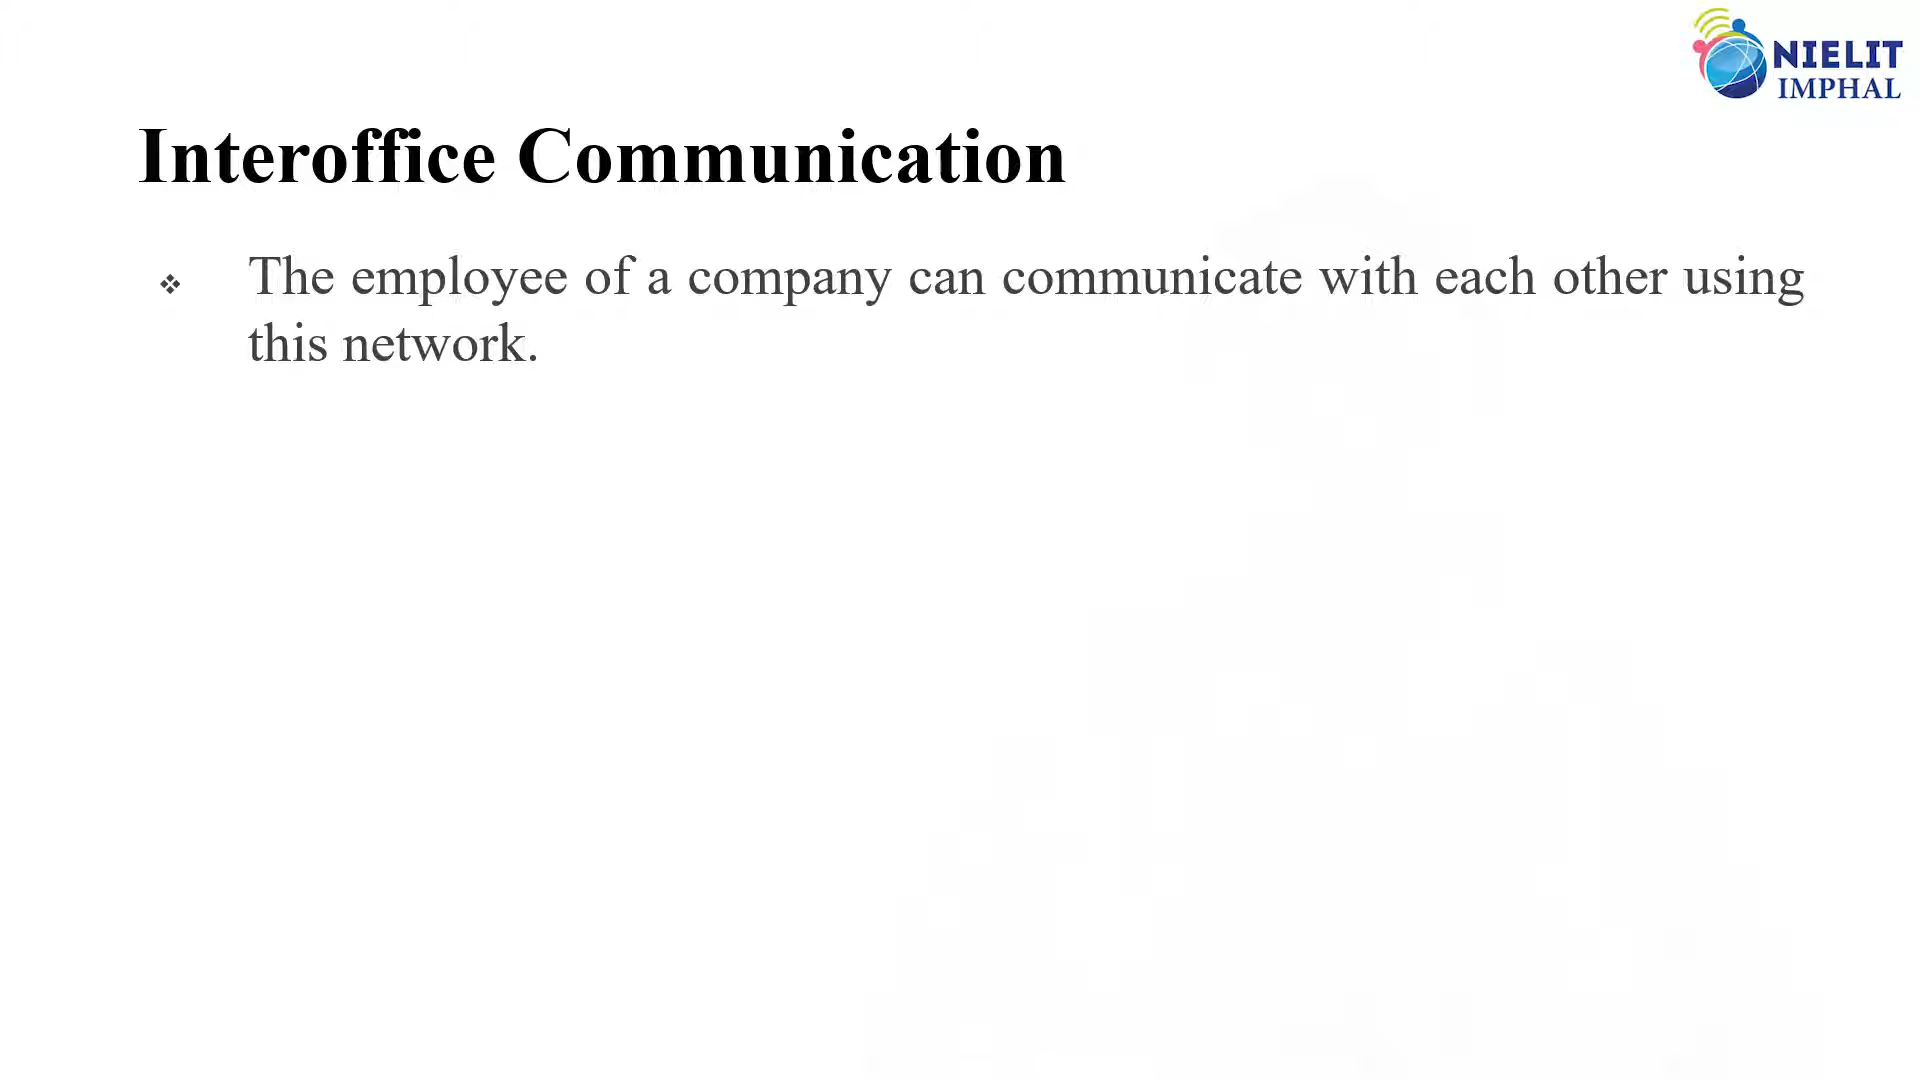 NIELIT
IMPHAL
Interoffice Communication
❖ The employee of a company can communicate with each other using
this network.